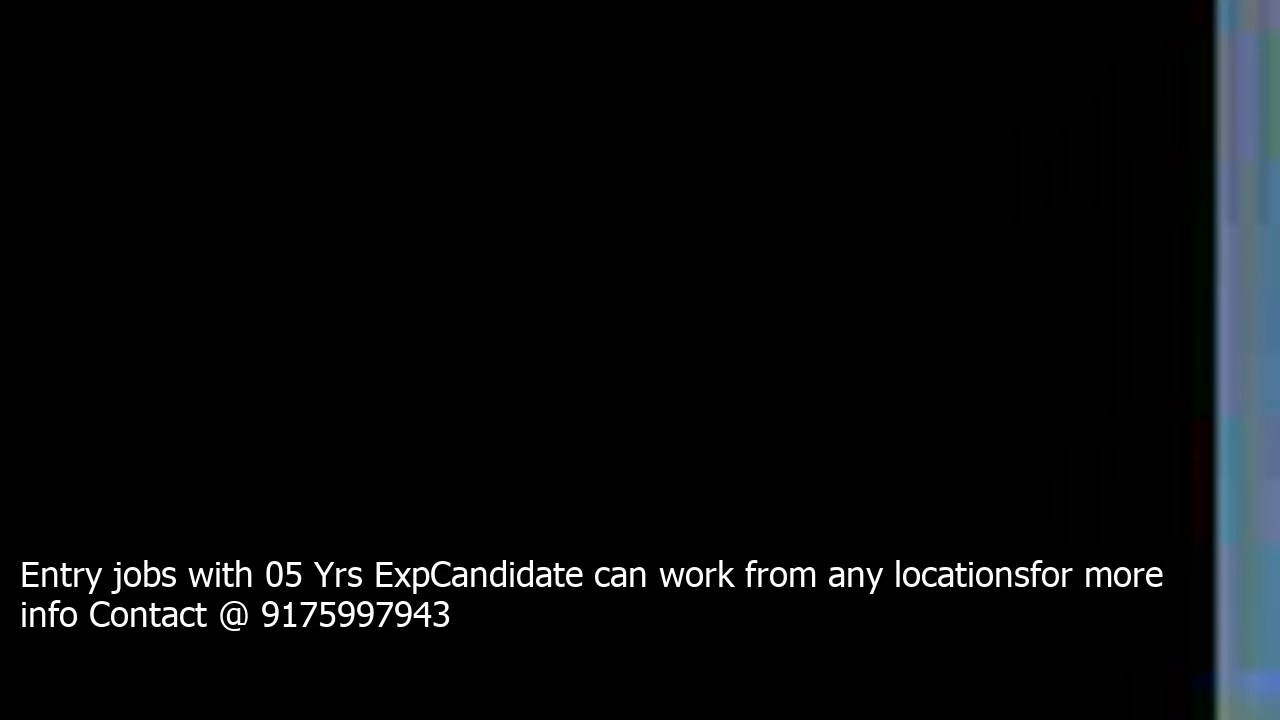 Entry jobs with 05 Yrs ExpCandidate can work from any locationsfor more
info Contact @ 9175997943